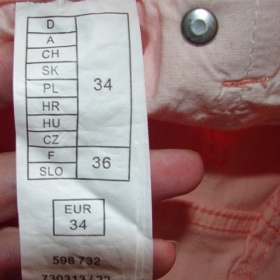 D
A
CH
SK
PL
HR
HU
CZ
34
F
SLO
36
EUR
34
598 732